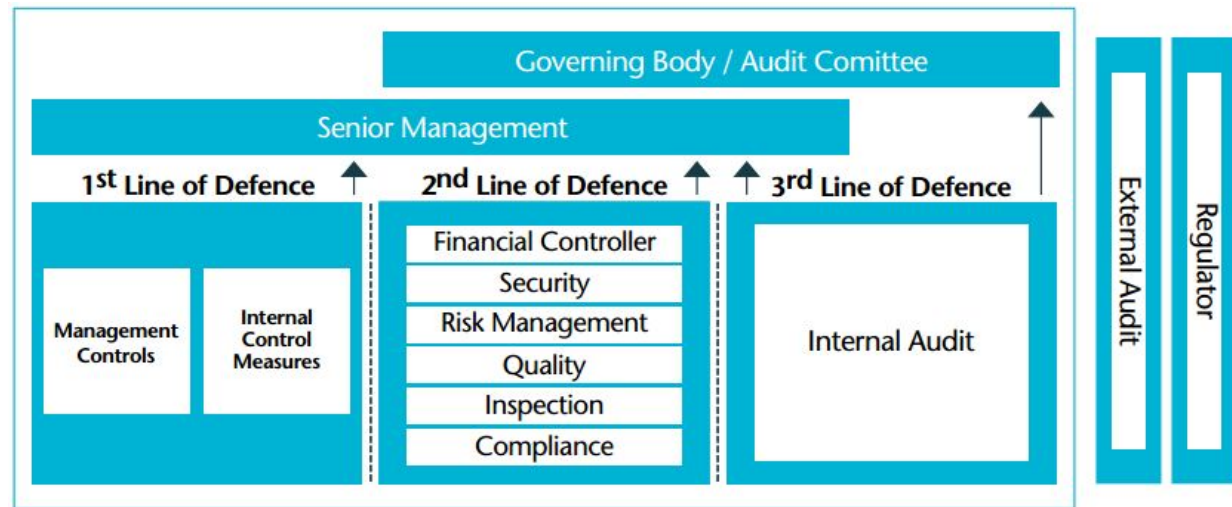 Governing Body / Audit Comittee
Senior Management
1st Line of Defence
2nd Line of Defence
3rd Line of Defence
Management
Controls
Internal
Control
Measures
Financial Controller
Security
Risk Management
Quality
Inspection
Compliance
Internal Audit
External Audit
Regulator